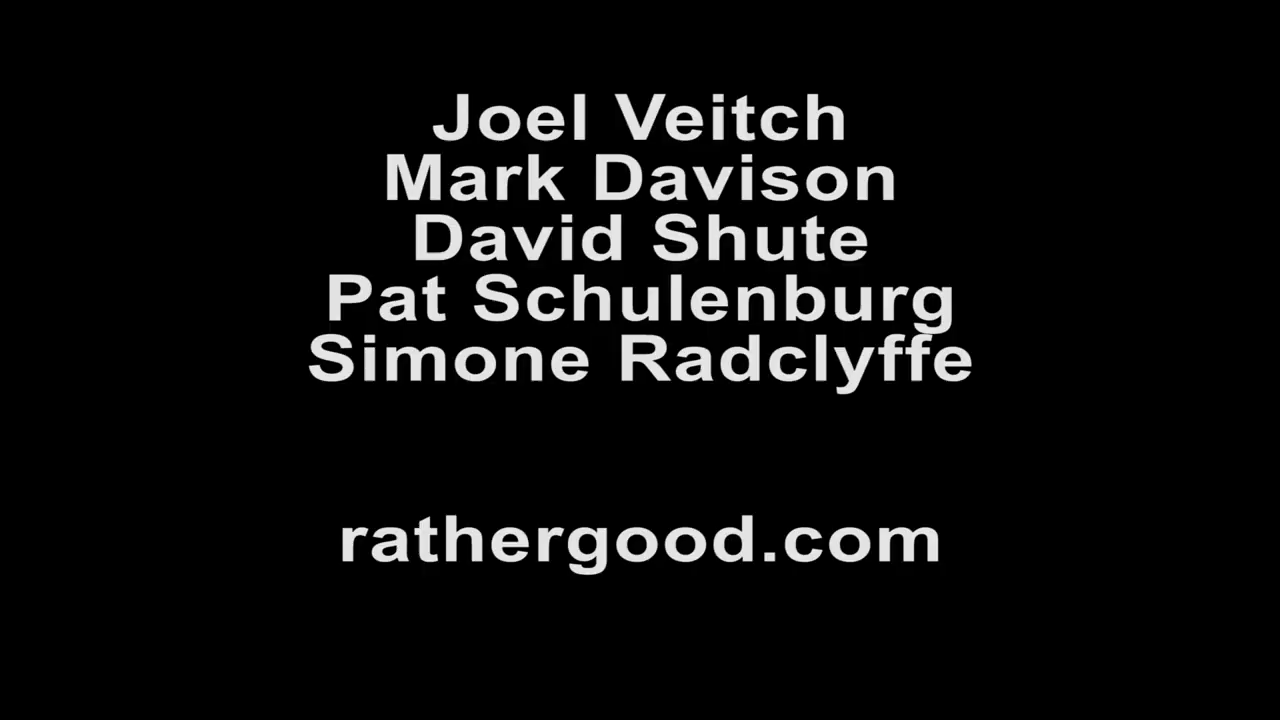 Joel Veitch
Mark Davison
David Shute
Pat Schulenburg
Simone Radclyffe
rathergood.com